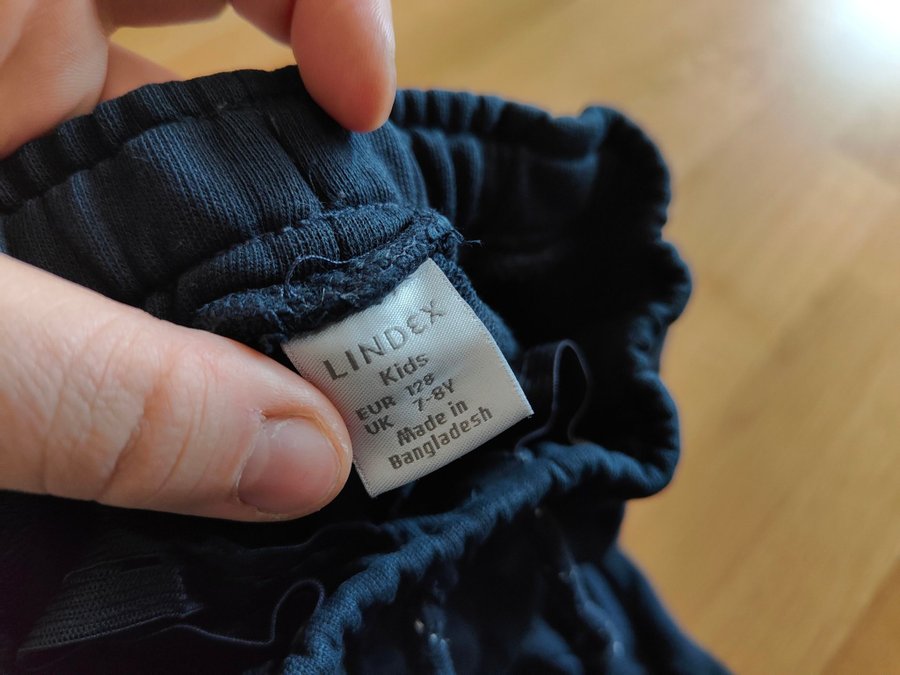 LINDEX
Kids
EUR 128
UK 7-8Y
Made in
Bangladesh